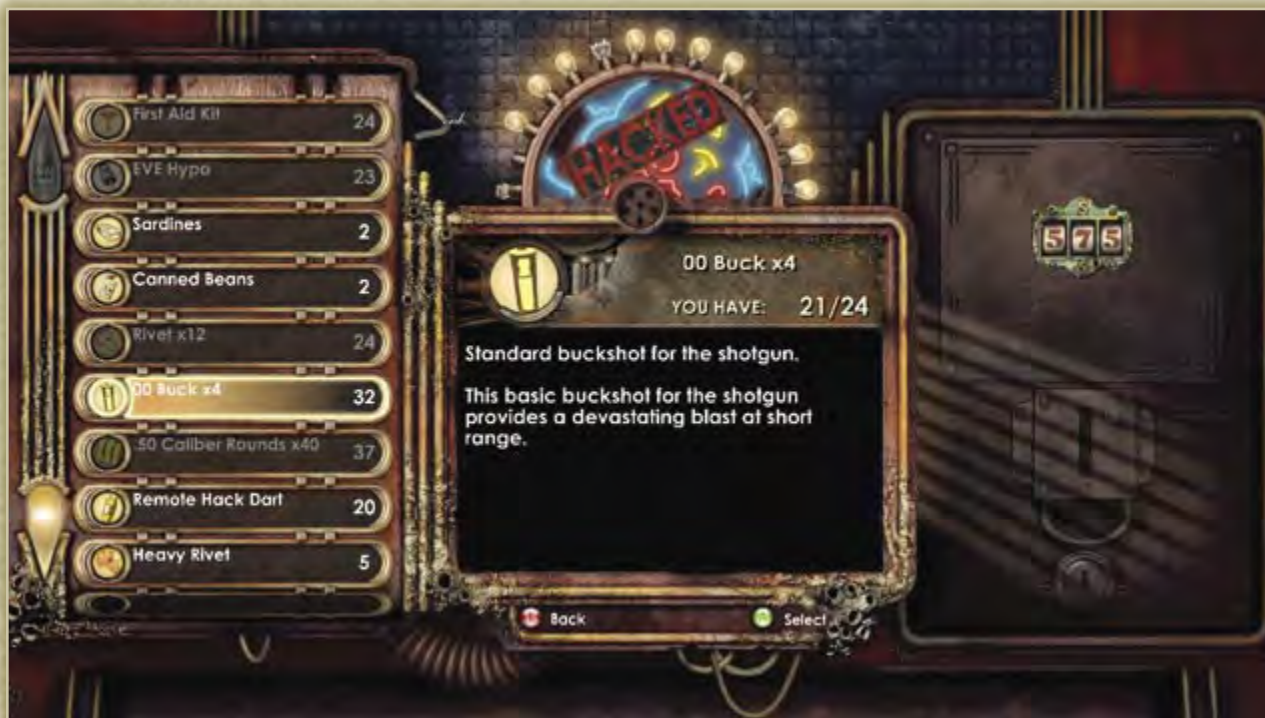 First Aid Kit 24
EVE Hypo 23
Sardines 2
Canned Beans 2
Rivet x12 24
00 Buck x4 32
.50 Caliber Rounds x40 37
Remote Hack Dart 20
Heavy Rivet 5
HACKED
00 Buck x4
YOU HAVE: 21/24
Standard buckshot for the shotgun.
This basic buckshot for the shotgun
provides a devastating blast at short
range.
Back
Select
$
575